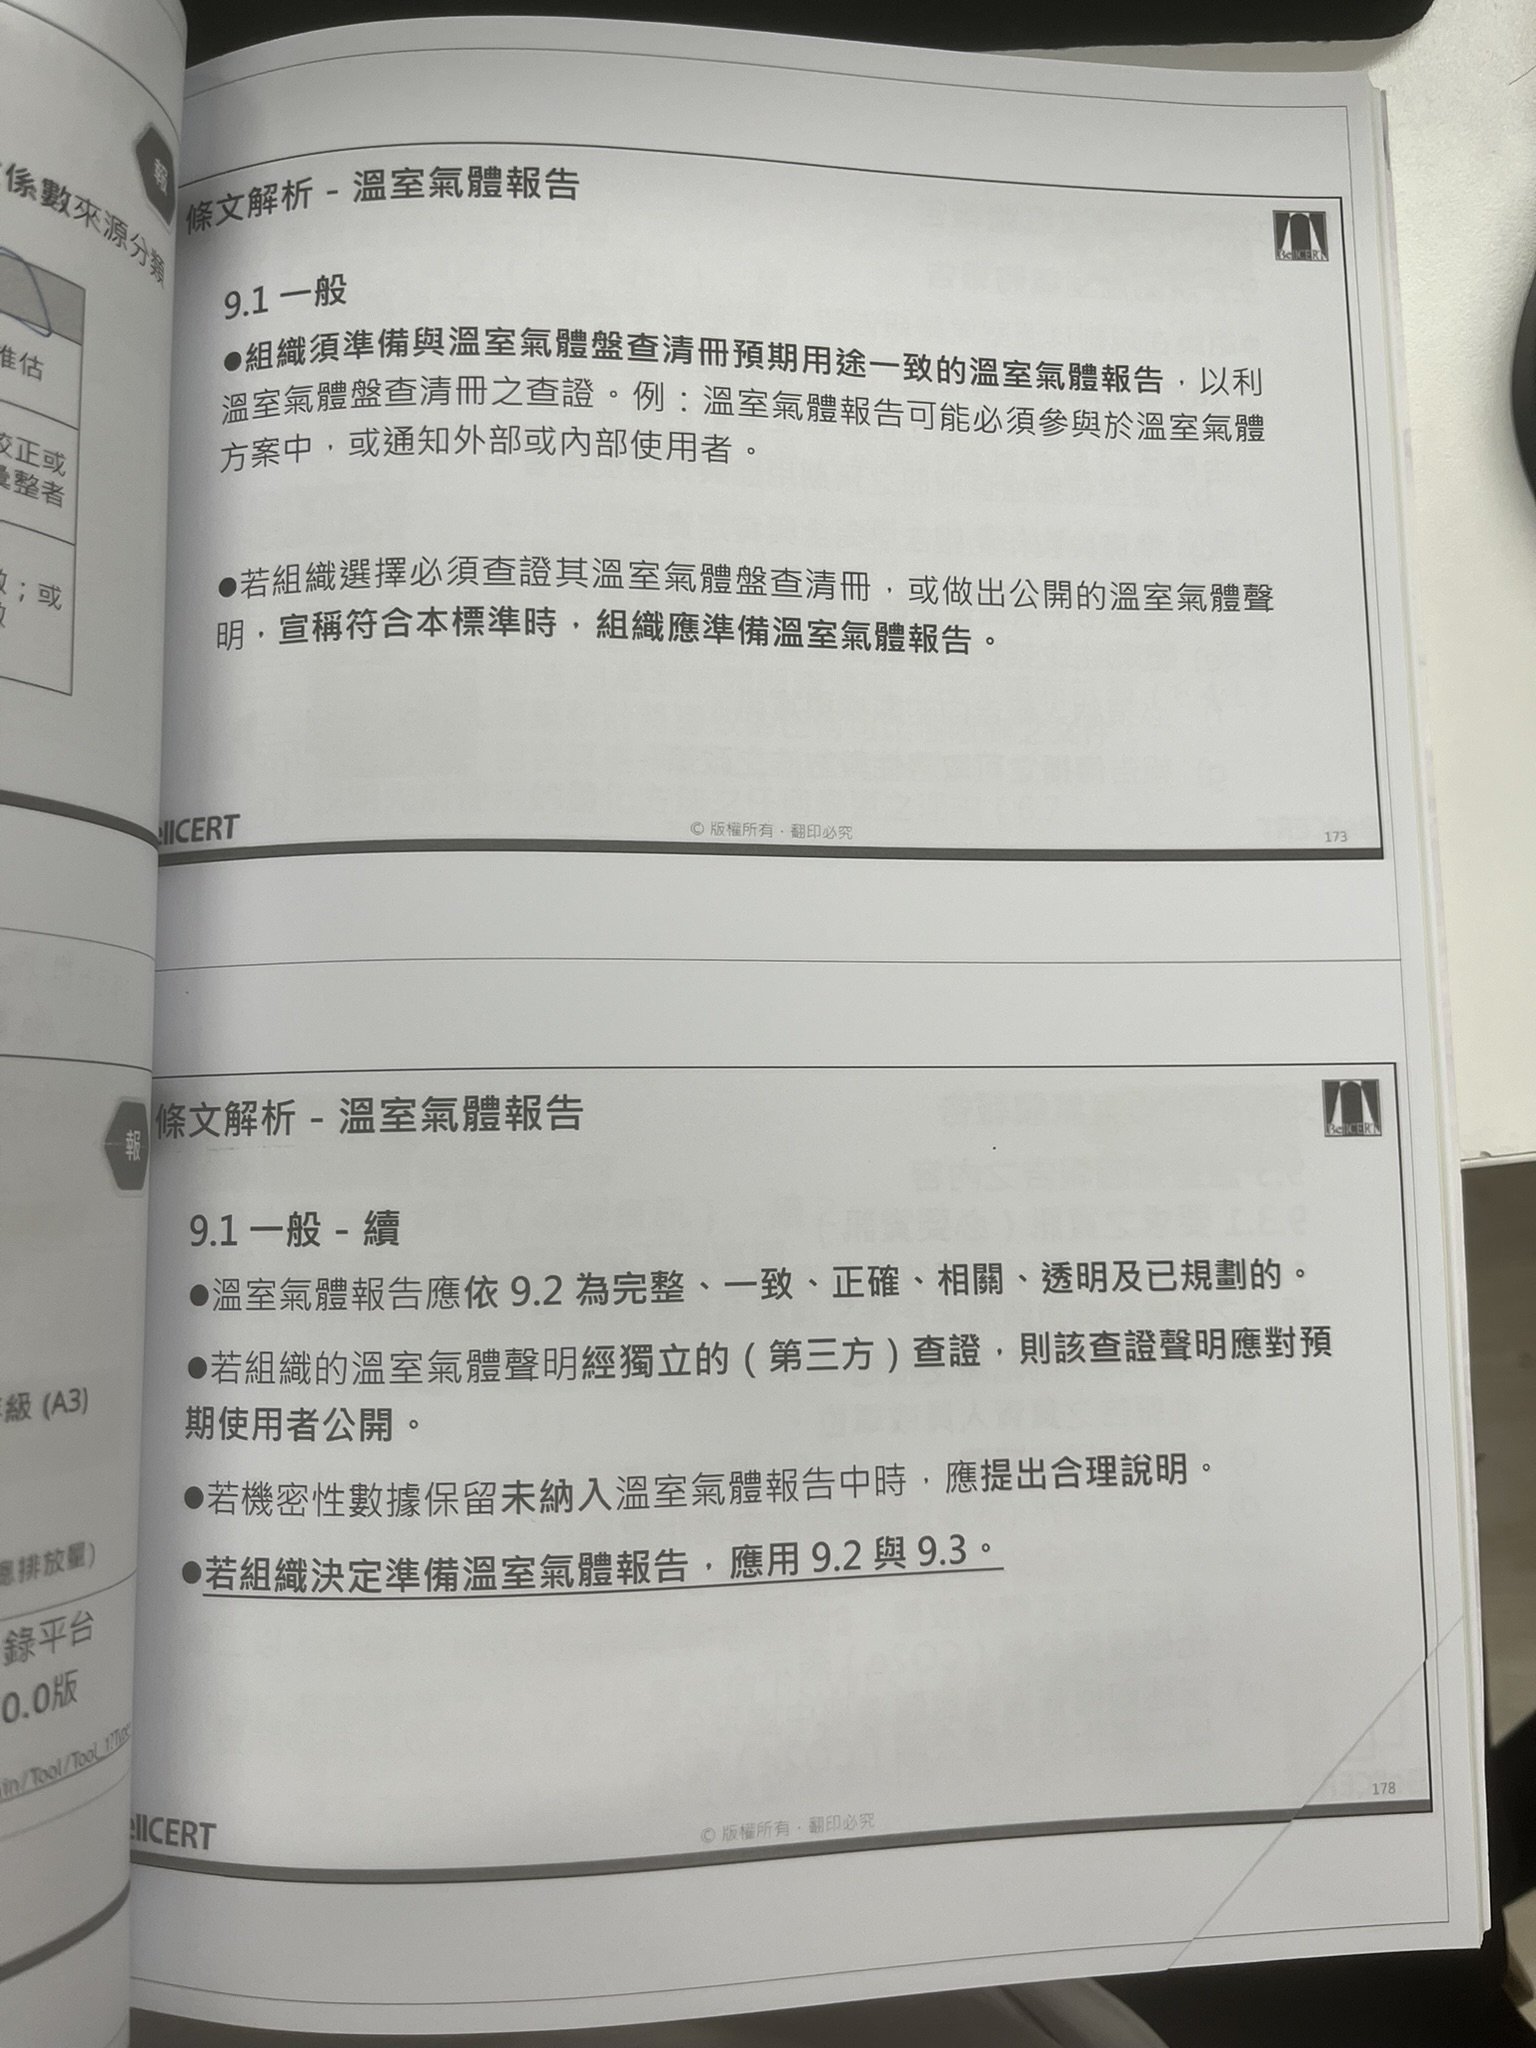 係數來源分類
推估
校正或
彙整者
；或
級 (A3)
總排放量)
錄平台
0.0版
in/Tool/Tool_1?Type
報
條文解析 - 溫室氣體報告
BellCERT
9.1 一般
●組織須準備與溫室氣體盤查清冊預期用途一致的溫室氣體報告，以利
溫室氣體盤查清冊之查證。例：溫室氣體報告可能必須參與於溫室氣體
方案中，或通知外部或內部使用者。
●若組織選擇必須查證其溫室氣體盤查清冊，或做出公開的溫室氣體聲
明，宣稱符合本標準時，組織應準備溫室氣體報告。
ellCERT
© 版權所有，翻印必究
173
報
條文解析 - 溫室氣體報告
BellCERT
9.1 一般 - 續
●溫室氣體報告應依 9.2 為完整、一致、正確、相關、透明及已規劃的。
●若組織的溫室氣體聲明經獨立的（第三方）查證，則該查證聲明應對預
期使用者公開。
●若機密性數據保留未納入溫室氣體報告中時，應提出合理說明。
●若組織決定準備溫室氣體報告，應用 9.2 與 9.3。
ellCERT
© 版權所有，翻印必究
178